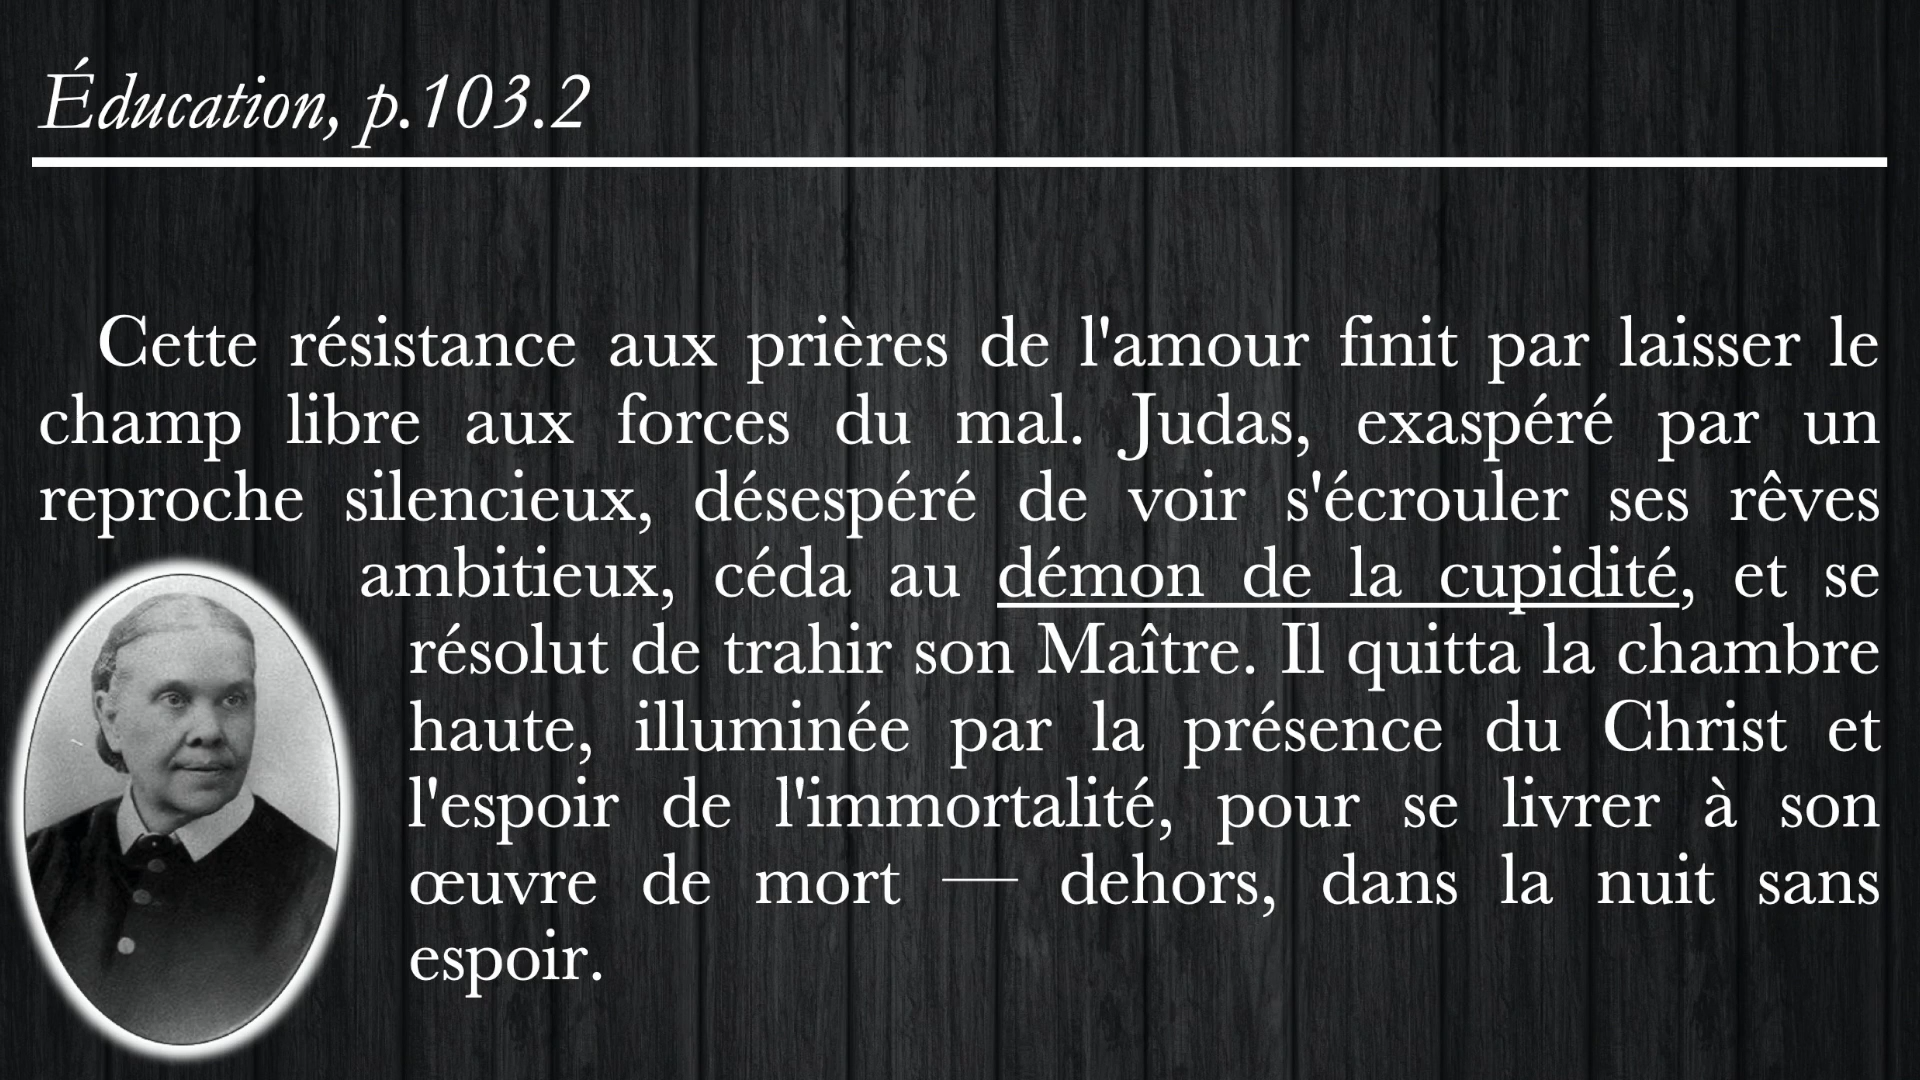 Éducation, p.103.2
Cette résistance aux prières de l'amour finit par laisser le
champ libre aux forces du mal. Judas, exaspéré par un
reproche silencieux, désespéré de voir s'écrouler ses rêves
ambitieux, céda au démon de la cupidité, et se
résolut de trahir son Maître. Il quitta la chambre
haute, illuminée par la présence du Christ et
l'espoir de l'immortalité, pour se livrer à son
œuvre de mort — dehors, dans la nuit sans
espoir.